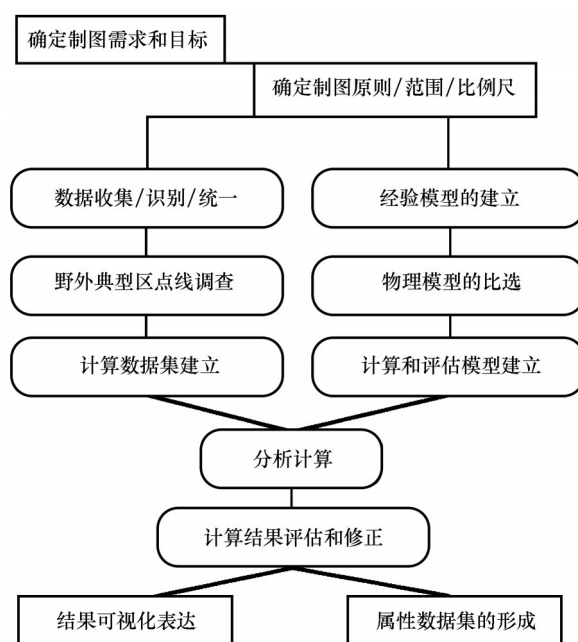 确定制图需求和目标
确定制图原则/范围/比例尺
数据收集/识别/统一
经验模型的建立
野外典型区点线调查
物理模型的比选
计算数据集建立
计算和评估模型建立
分析计算
计算结果评估和修正
结果可视化表达
属性数据集的形成